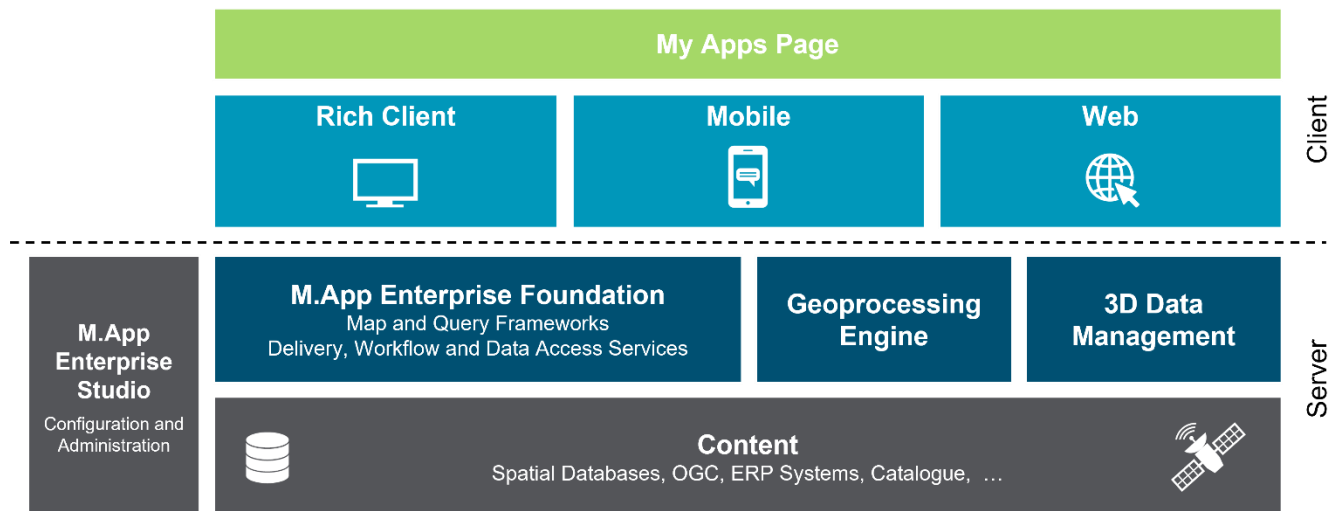 My Apps Page
Rich Client
Mobile
Web
Client
M.App
Enterprise
Studio
Configuration and
Administration
M.App Enterprise Foundation
Map and Query Frameworks
Delivery, Workflow and Data Access Services
Geoprocessing
Engine
3D Data
Management
Server
Content
Spatial Databases, OGC, ERP Systems, Catalogue, ...